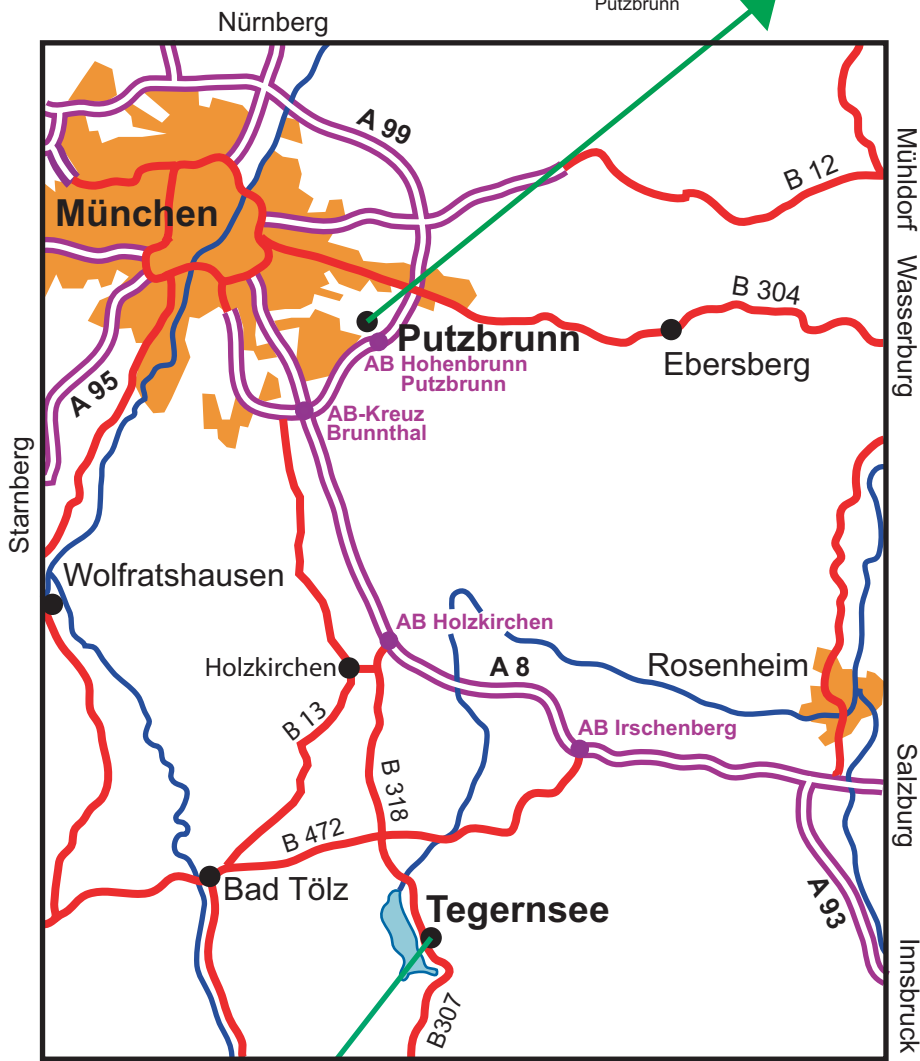 Putzbrunn
Nürnberg
A 99
B 12
Mühldorf
München
Wasserburg
B 304
Putzbrunn
Ebersberg
AB Hohenbrunn
Putzbrunn
A 95
AB-Kreuz
Brunnthal
Starnberg
Wolfratshausen
AB Holzkirchen
Holzkirchen
A 8
Rosenheim
B 13
AB Irschenberg
B 318
Salzburg
B 472
Bad Tölz
A 93
Tegernsee
Innsbruck
B307